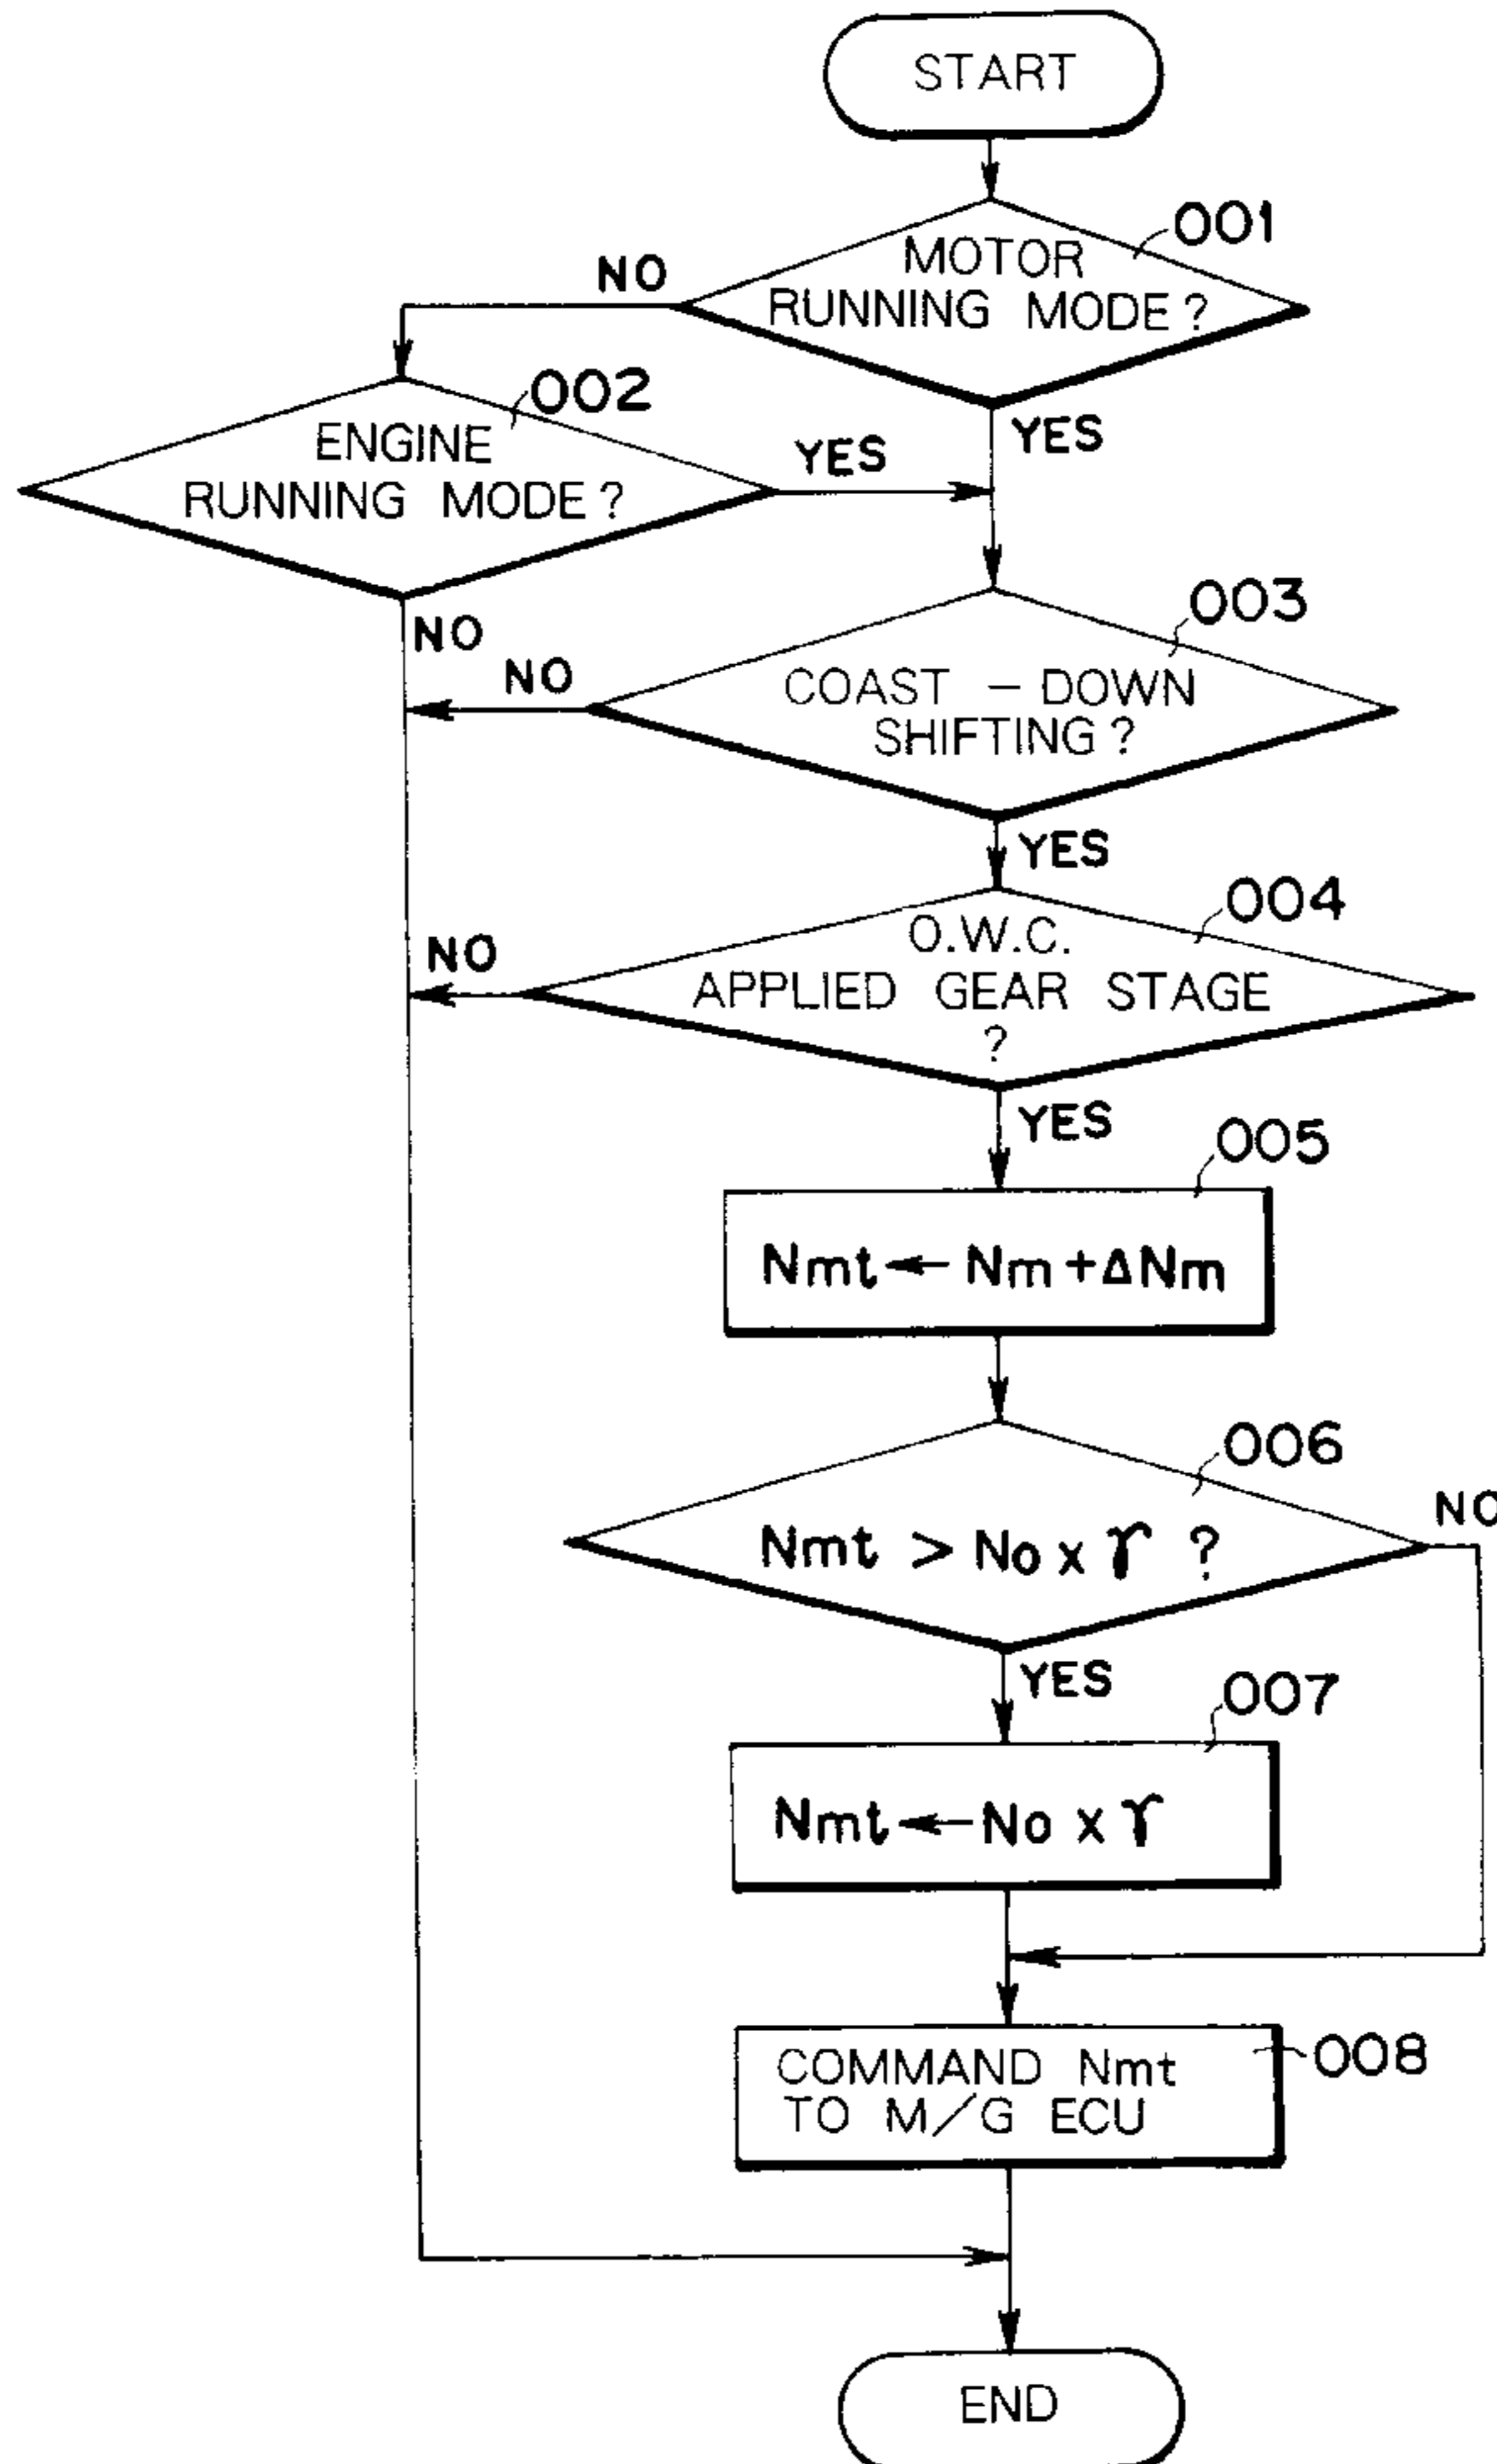 START
001
MOTOR
RUNNING MODE ?
NO
YES
002
ENGINE
RUNNING MODE ?
YES
NO
003
COAST – DOWN
SHIFTING ?
NO
YES
004
O.W.C.
APPLIED GEAR STAGE
?
NO
YES
005
Nmt ← Nm + ΔNm
006
Nmt > No x γ ?
NO
YES
007
Nmt ← No x γ
008
COMMAND Nmt
TO M/G ECU
END